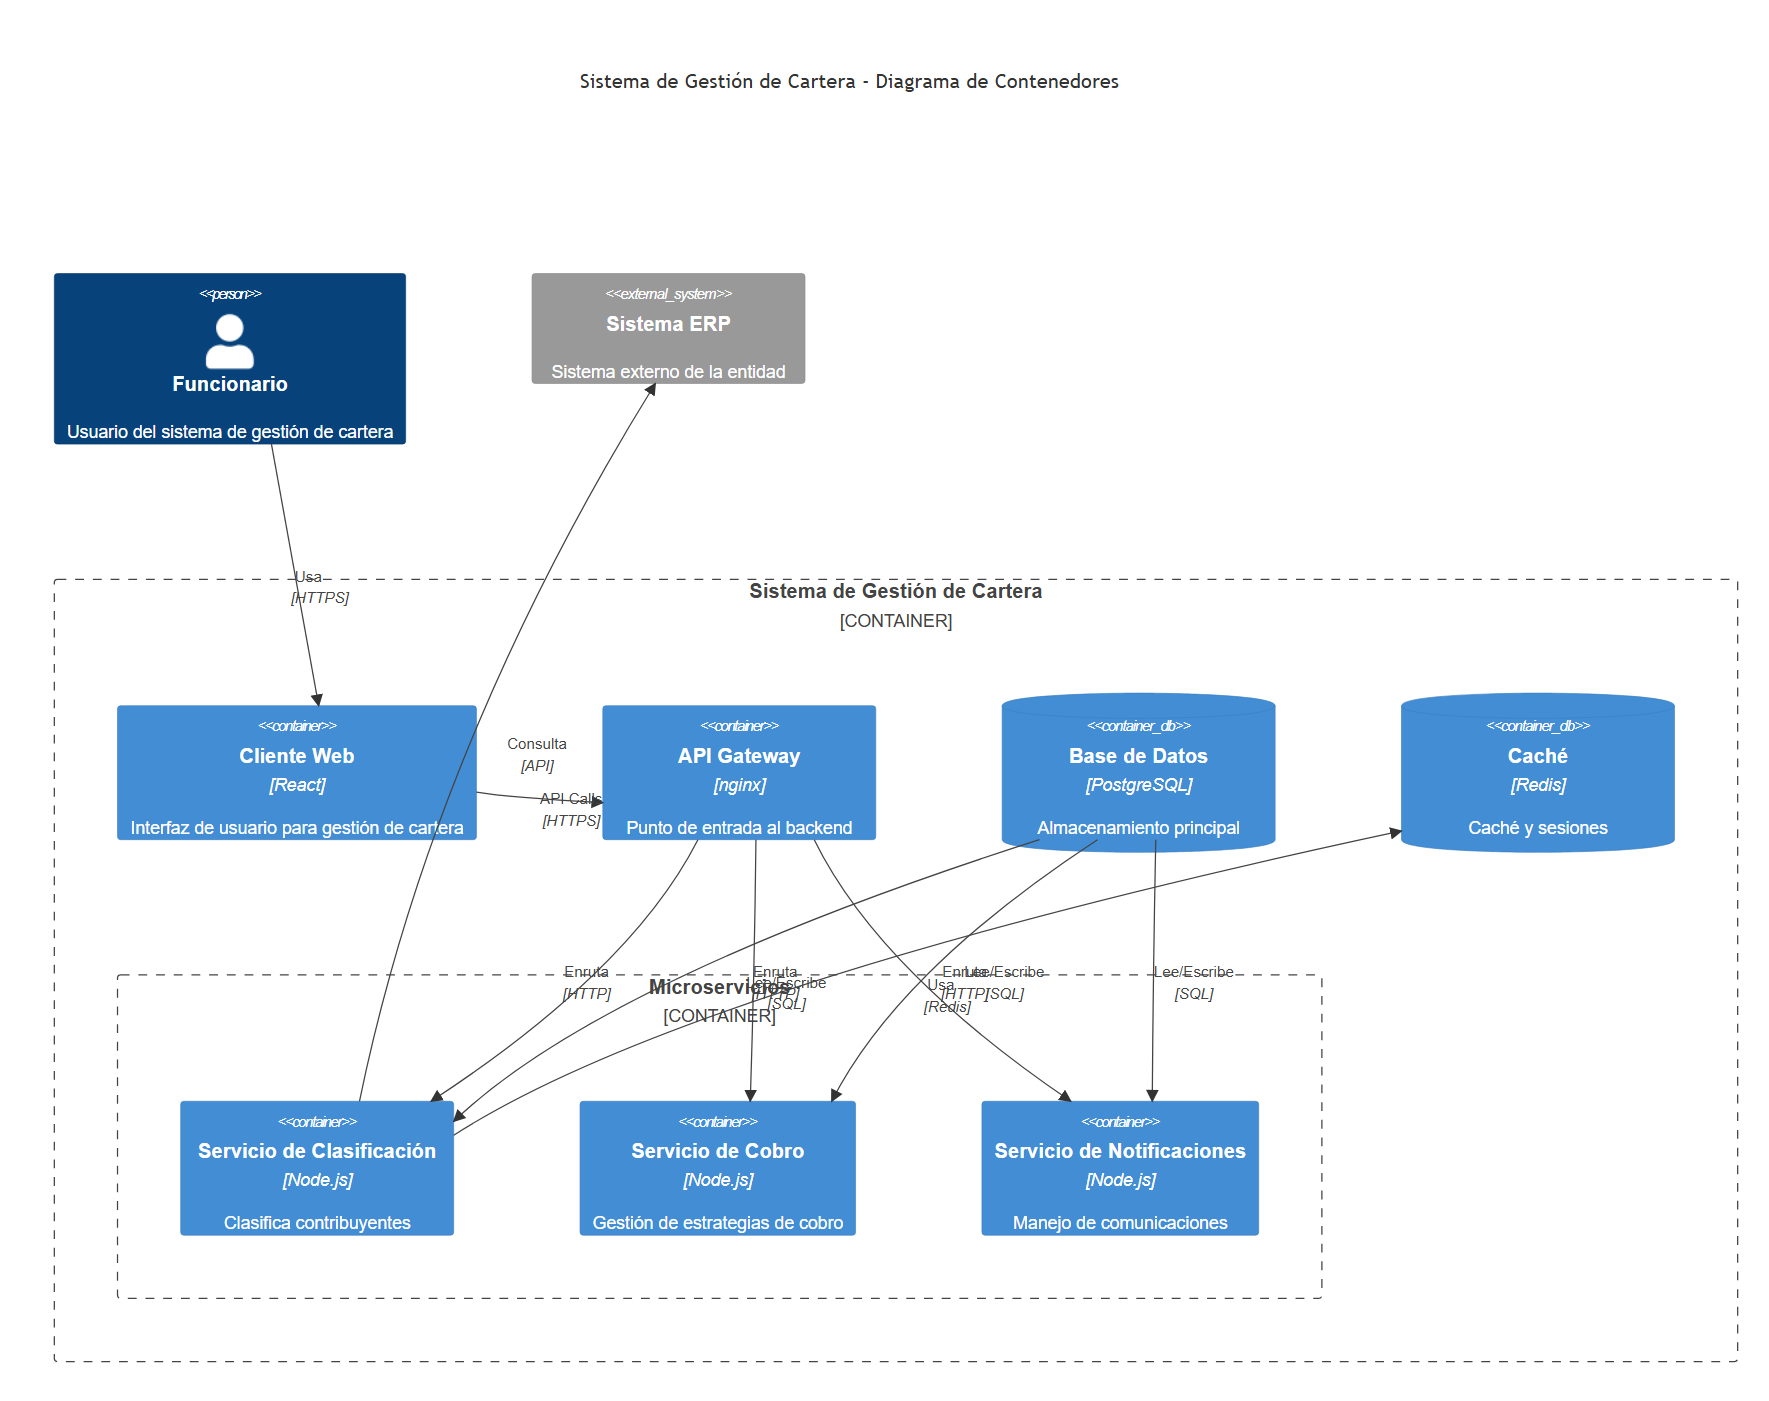 Sistema de Gestión de Cartera - Diagrama de Contenedores
<<person>>
Funcionario
Usuario del sistema de gestión de cartera
<<external_system>>
Sistema ERP
Sistema externo de la entidad
Usa
[HTTPS]
Sistema de Gestión de Cartera
[CONTAINER]
<<container>>
Cliente Web
[React]
Interfaz de usuario para gestión de cartera
Consulta
[API]
API Calls
[HTTPS]
<<container>>
API Gateway
[nginx]
Punto de entrada al backend
<<container_db>>
Base de Datos
[PostgreSQL]
Almacenamiento principal
<<container_db>>
Caché
[Redis]
Caché y sesiones
Enruta
[HTTP]
Enruta
[HTTP]
Lee/Escribe
[SQL]
Enruta
[HTTP]
Lee/Escribe
[SQL]
Usa
[Redis]
Lee/Escribe
[SQL]
Microservicios
[CONTAINER]
<<container>>
Servicio de Clasificación
[Node.js]
Clasifica contribuyentes
<<container>>
Servicio de Cobro
[Node.js]
Gestión de estrategias de cobro
<<container>>
Servicio de Notificaciones
[Node.js]
Manejo de comunicaciones